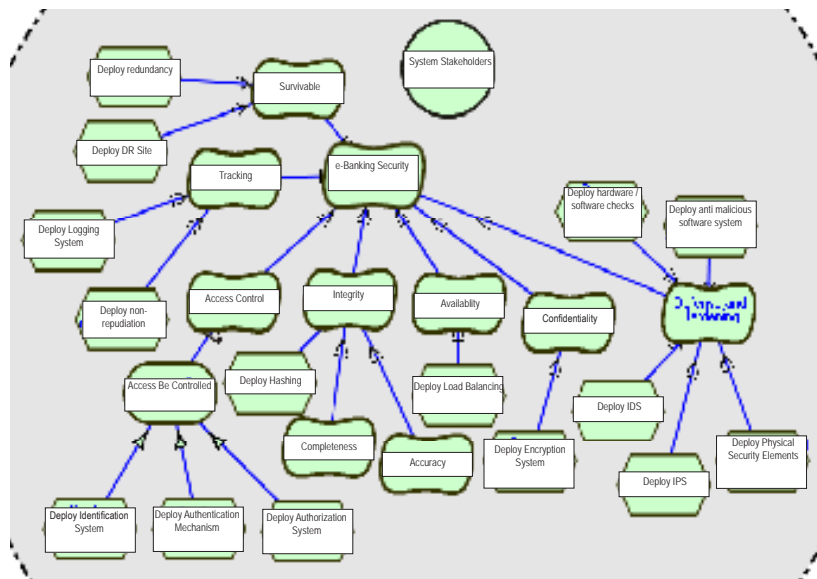 System Stakeholders
Deploy redundancy
Survivable
Deploy DR Site
e-Banking Security
Tracking
Deploy hardware /
software checks
Deploy anti malicious
software system
Deploy Logging
System
Access Control
Integrity
Availablity
Deploy non-
repudiation
Confidentiality
Access Be Controlled
Deploy Hashing
Deploy Load Balancing
Deploy IDS
Completeness
Accuracy
Deploy Encryption
System
Deploy Physical
Security Elements
Deploy IPS
Deploy Identification
System
Deploy Authentication
Mechanism
Deploy Authorization
System